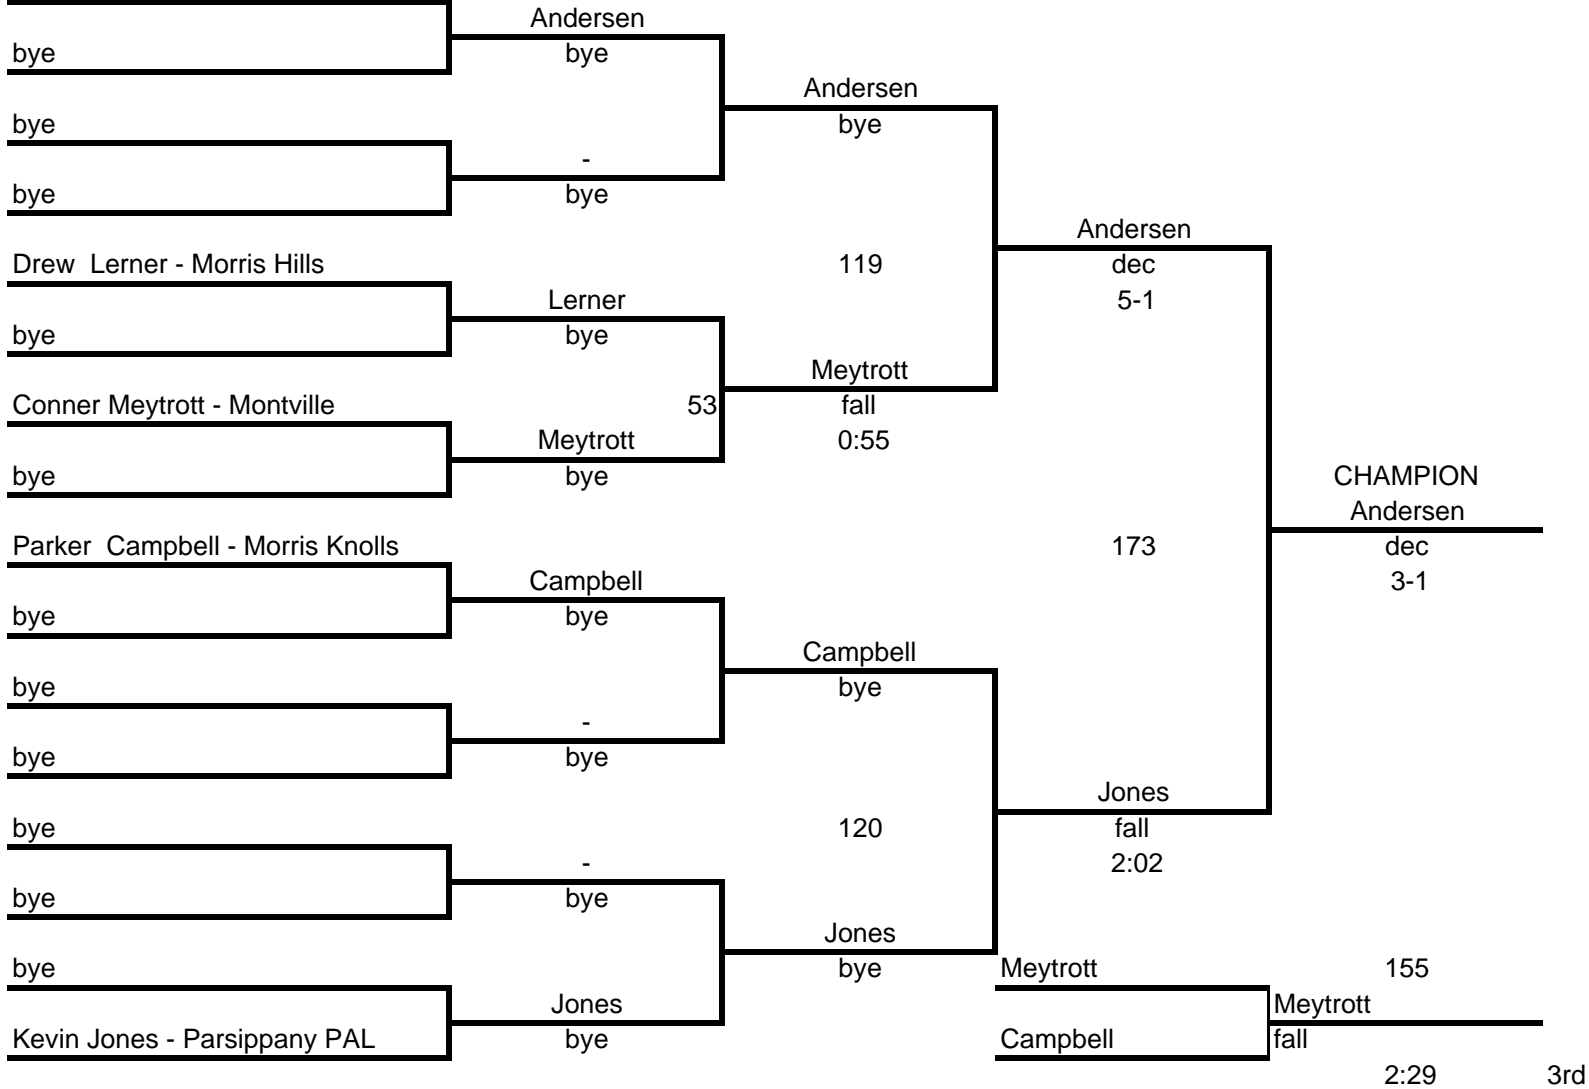 Andersen
bye
bye
Andersen
bye
bye
-
bye
bye
Andersen
Drew  Lerner - Morris Hills
119
dec
Lerner
5-1
bye
bye
Meytrott
Conner Meytrott - Montville
53
fall
Meytrott
0:55
bye
bye
CHAMPION
Andersen
Parker  Campbell - Morris Knolls
173
dec
Campbell
3-1
bye
bye
Campbell
bye
bye
-
bye
bye
Jones
bye
120
fall
-
2:02
bye
bye
Jones
bye
bye
Meytrott
155
Jones
Meytrott
Kevin Jones - Parsippany PAL
bye
Campbell
fall
2:29
3rd